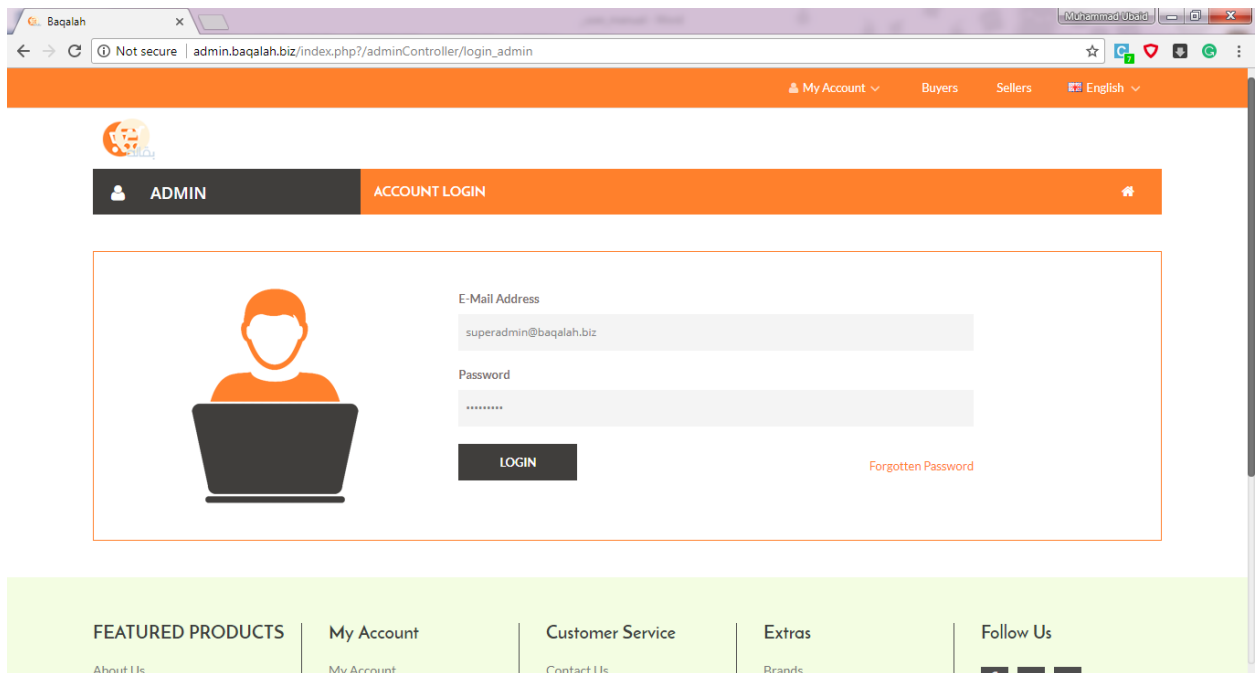 Baqalah
Muhammad Ubaid
Not secure admin.baqalah.biz/index.php?/adminController/login_admin
7
My Account Buyers Sellers English
بقالة
ADMIN ACCOUNT LOGIN
E-Mail Address
superadmin@baqalah.biz
Password
•••••••••
LOGIN Forgotten Password
FEATURED PRODUCTS My Account Customer Service Extras Follow Us
About Us My Account Contact Us Brands